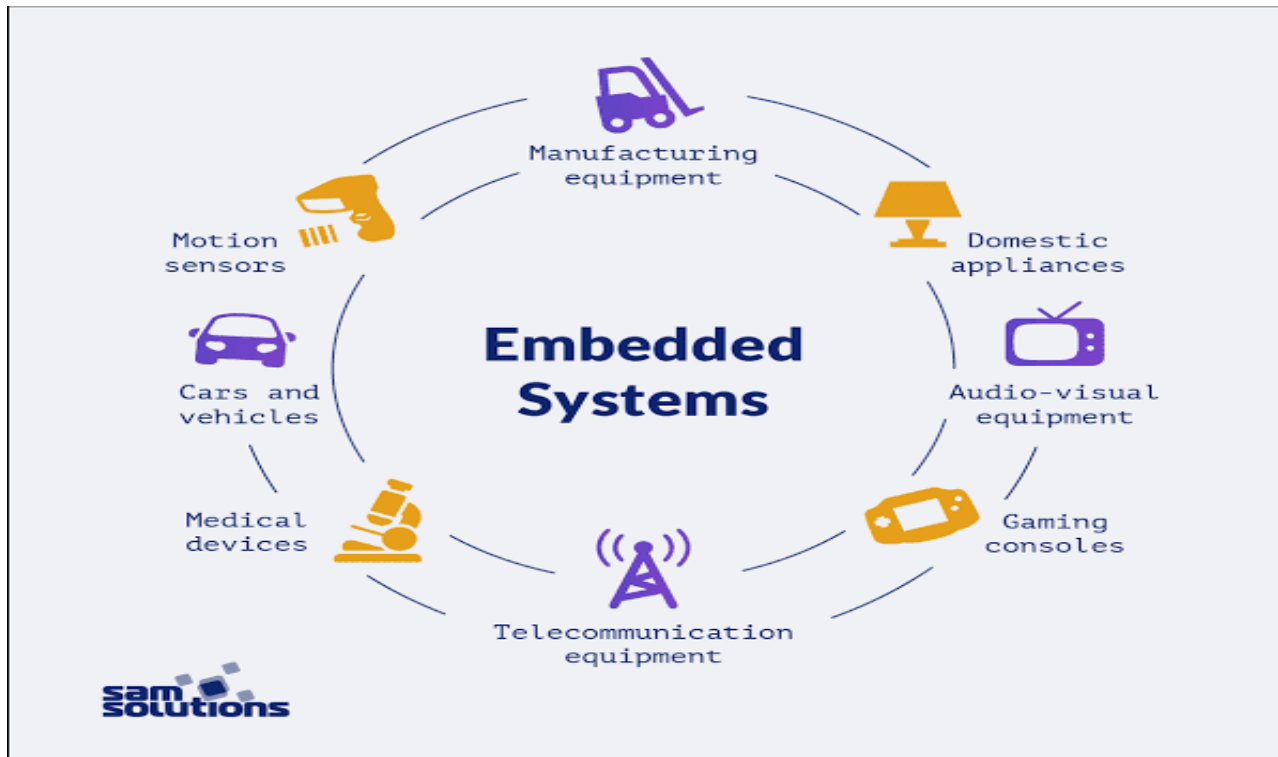 Manufacturing
equipment
Motion
sensors
Domestic
appliances
Embedded
Systems
Cars and
vehicles
Audio-visual
equipment
Medical
devices
Gaming
consoles
Telecommunication
equipment
sam
solutions